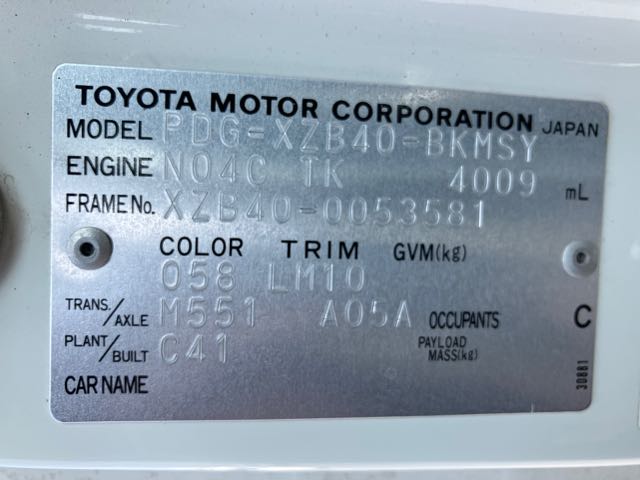 TOYOTA MOTOR CORPORATION JAPAN
MODEL PDG-XZB40-BKMSY
ENGINE N04C TK 4009 mL
FRAME No. XZB40-0053581
COLOR TRIM GVM(kg)
058 LM10
TRANS./AXLE M551 A05A OCCUPANTS C
PLANT/BUILT C41 PAYLOAD MASS(kg)
CAR NAME
30881